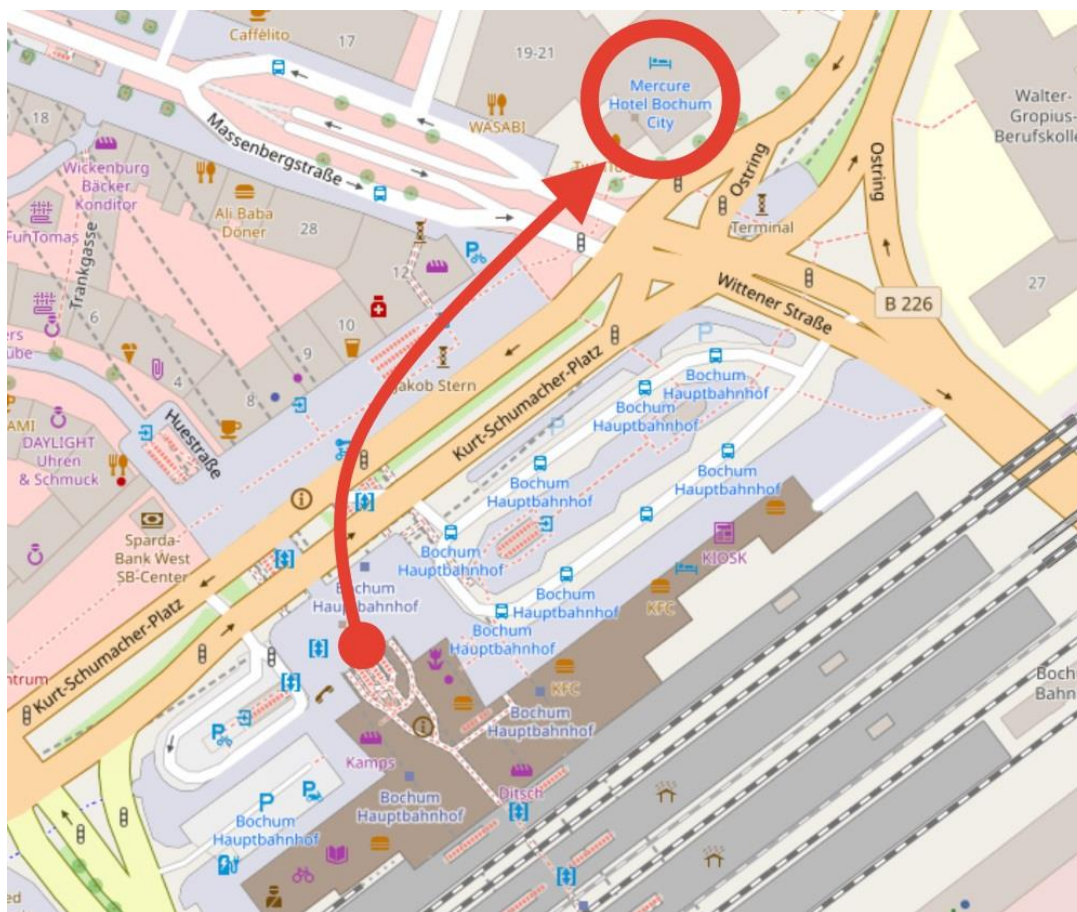 Caffèlito
17
19-21
Mercure
Hotel Bochum
City
Walter-
Gropius-
Berufskolle
18
WASABI
Massenbergstraße
Wickenburg
Bäcker
Konditor
Ali Baba
Döner
28
FunTomas
Trankgasse
Ostring
Ostring
Terminal
12
27
Wittener Straße
B 226
6
10
9
Jakob Stern
4
8
Kurt-Schumacher-Platz
Bochum
Hauptbahnhof
Bochum
Hauptbahnhof
DAYLIGHT
Uhren
& Schmuck
Huestraße
Bochum
Hauptbahnhof
Bochum
Hauptbahnhof
Sparda-
Bank West
SB-Center
KIOSK
Bochum
Hauptbahnhof
Bochum
Hauptbahnhof
Bochum
Hauptbahnhof
KFC
Bochum
Hauptbahnhof
Kurt-Schumacher-Platz
KFC
Bochum
Hauptbahnhof
Kamps
Bochum
Hauptbahnhof
Ditsch
P
Bochum
Hauptbahnhof